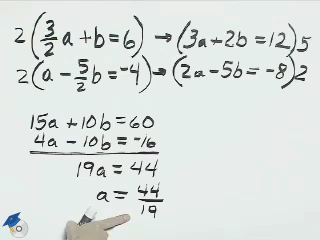 2(3/2 a + b = 6) → (3a + 2b = 12)5
2(a - 5/2 b = -4) → (2a - 5b = -8)2
15a + 10b = 60
4a - 10b = -16
19a = 44
a = 44/19